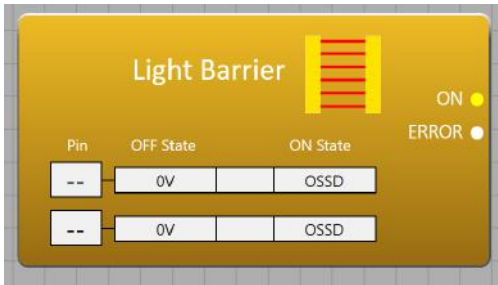 Light Barrier
ON
ERROR
Pin OFF State ON State
-- 0V OSSD
-- 0V OSSD